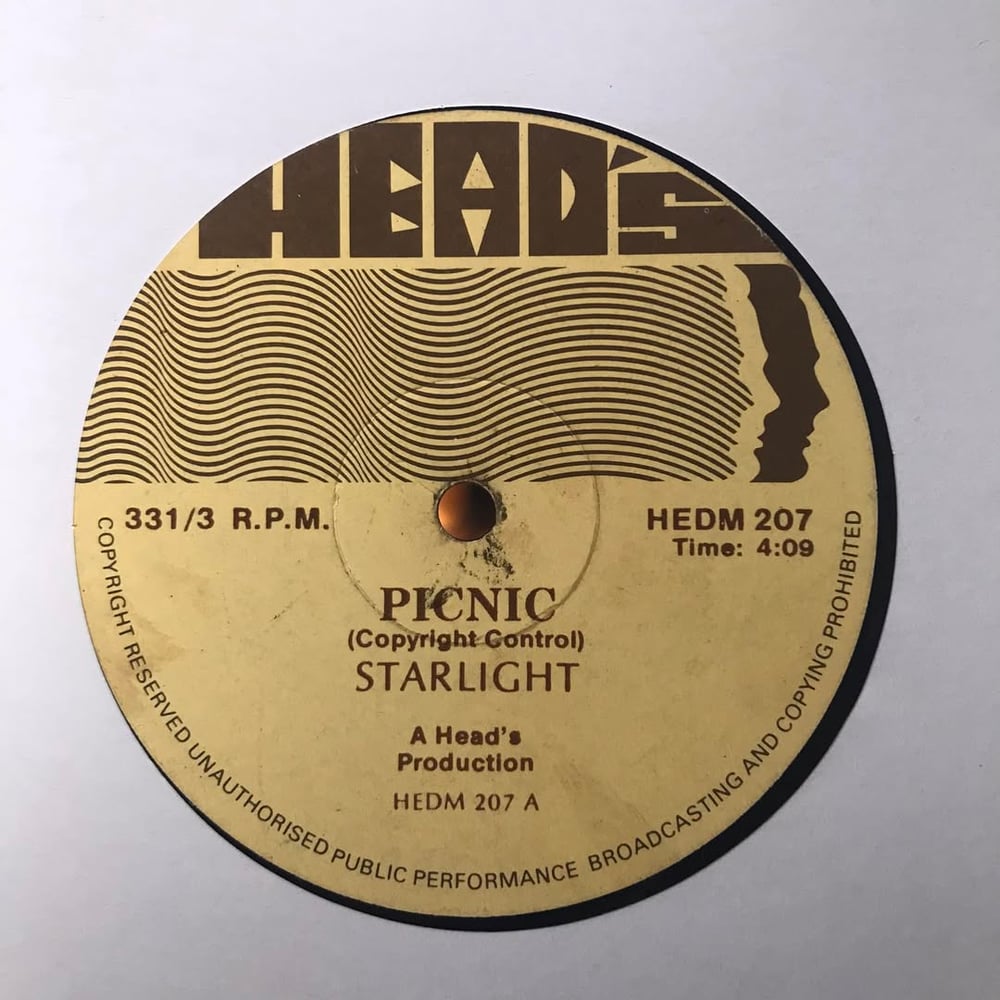 HEAD'S
331/3 R.P.M.
HEDM 207
Time: 4:09
PICNIC
(Copyright Control)
STARLIGHT
A Head's
Production
HEDM 207 A
COPYRIGHT RESERVED UNAUTHORISED PUBLIC PERFORMANCE BROADCASTING AND COPYING PROHIBITED